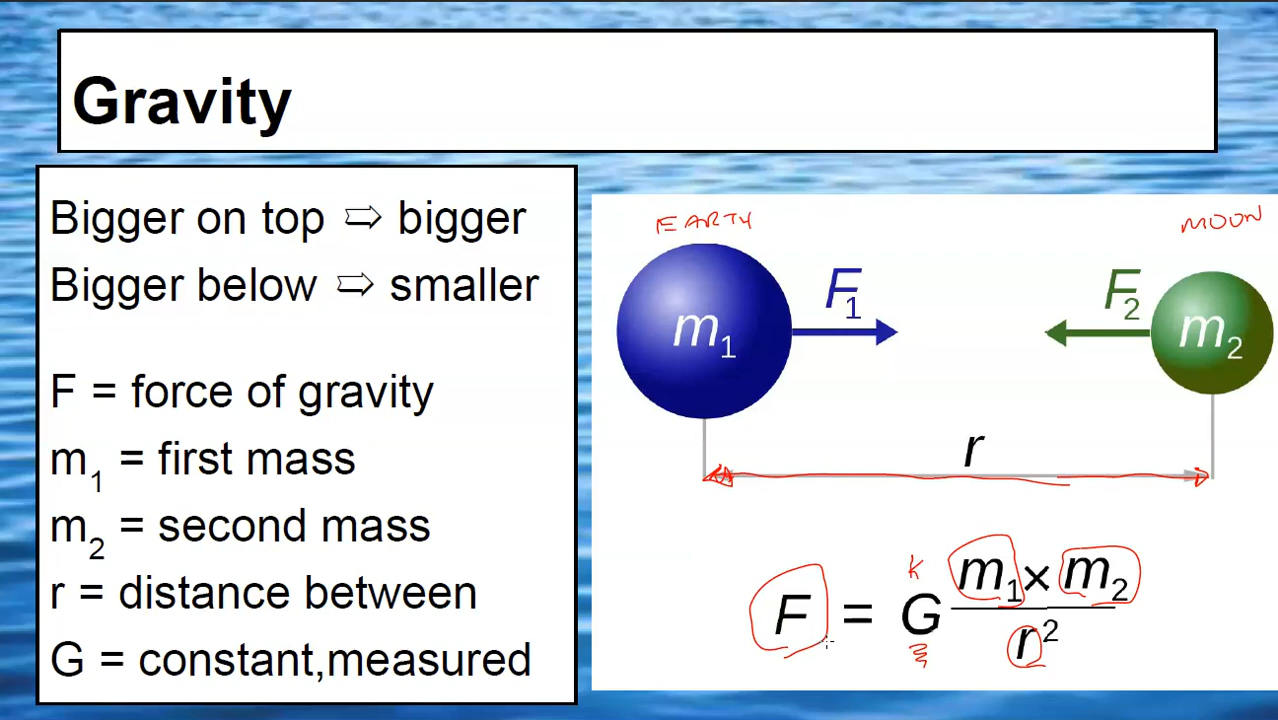 Gravity
Bigger on top ⇨ bigger
Bigger below ⇨ smaller
F = force of gravity
m₁ = first mass
m₂ = second mass
r = distance between
G = constant,measured
EARTH MOON
m₁ F₁ F₂ m₂
r
K
F = G m₁ × m₂ / r²